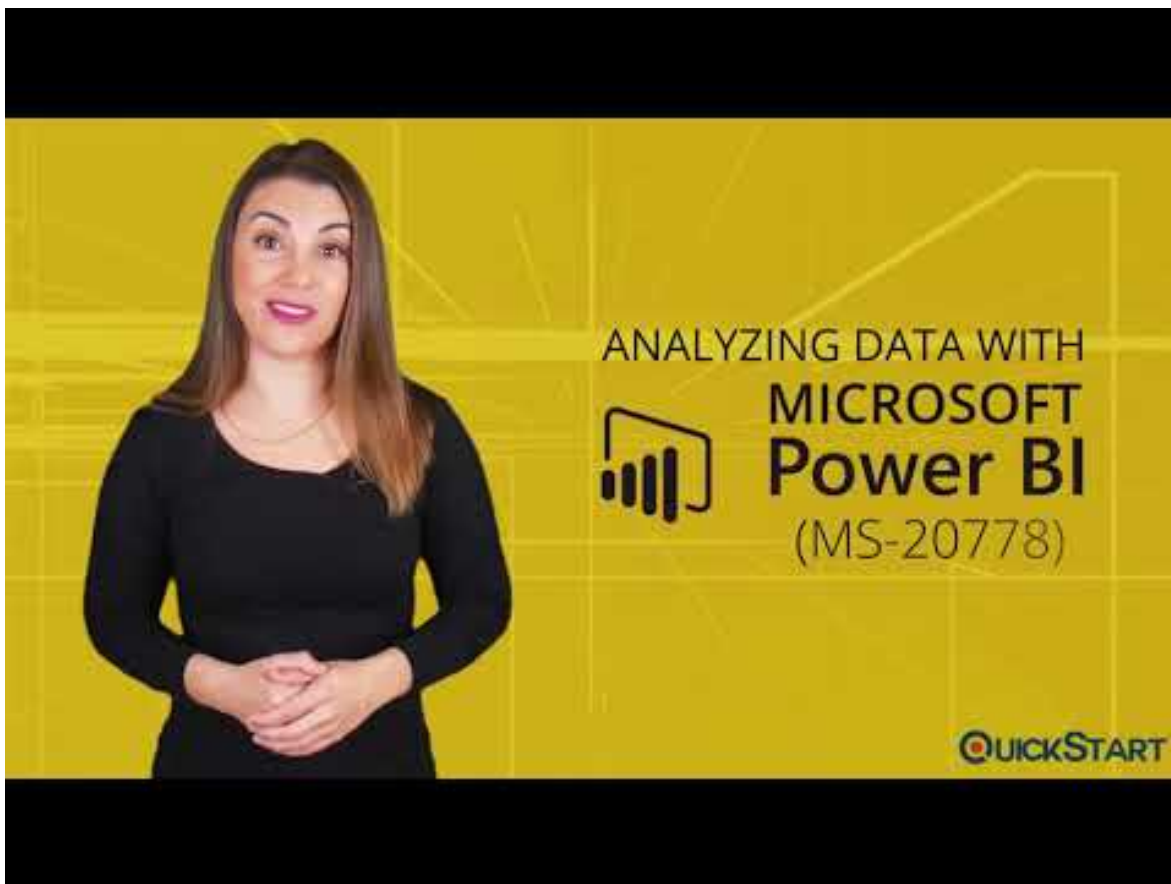 ANALYZING DATA WITH
MICROSOFT
Power BI
(MS-20778)
QUICKSTART